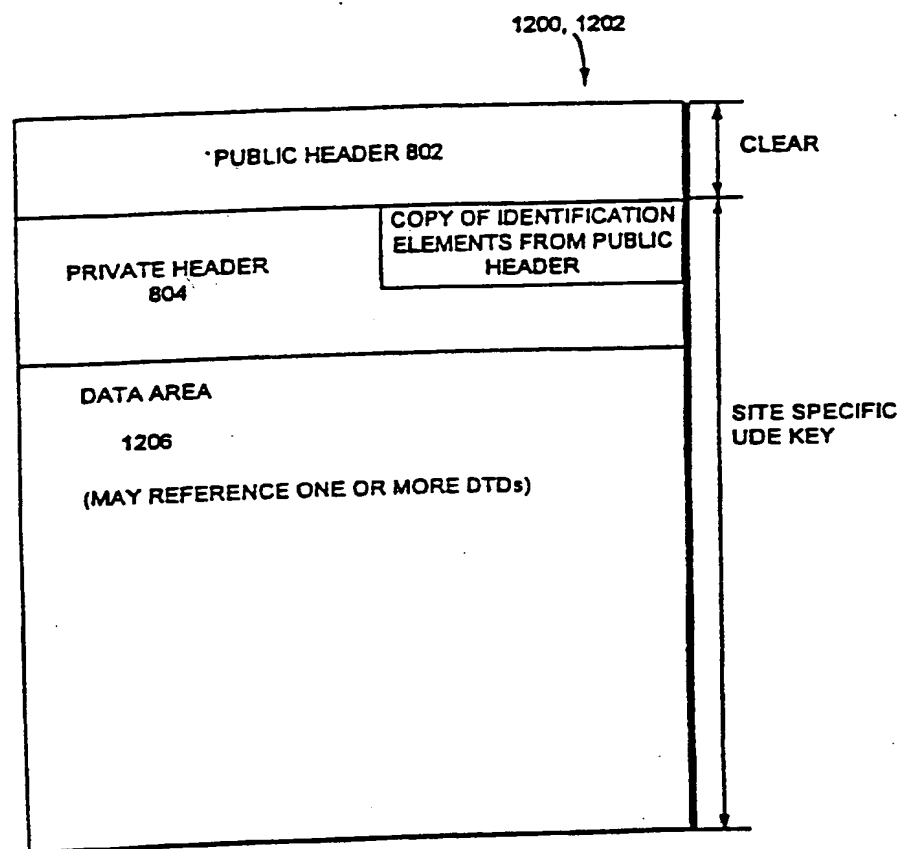 1200, 1202
PUBLIC HEADER 802
CLEAR
COPY OF IDENTIFICATION
ELEMENTS FROM PUBLIC
HEADER
PRIVATE HEADER
804
DATA AREA
1206
(MAY REFERENCE ONE OR MORE DTDs)
SITE SPECIFIC
UDE KEY